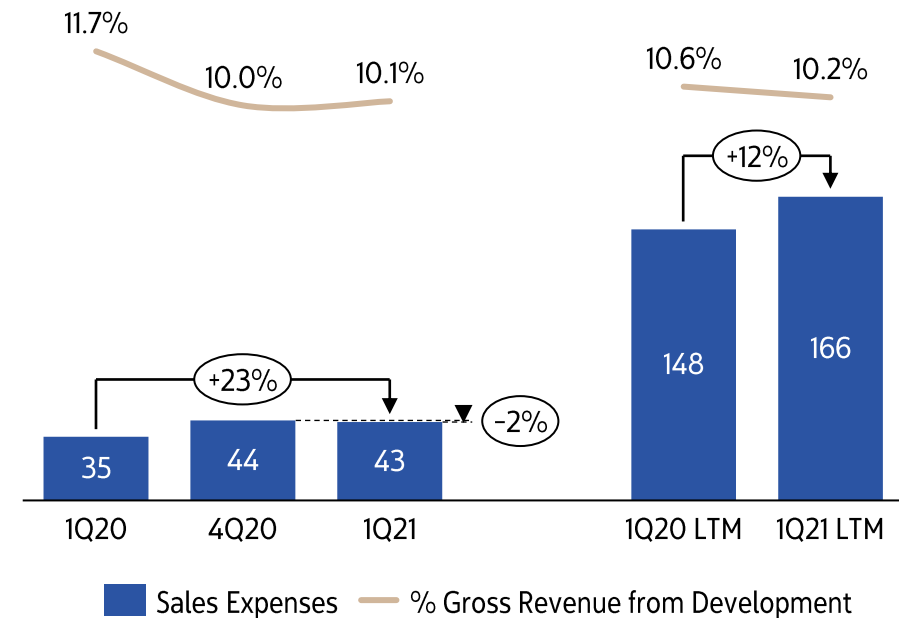 11.7%
10.0%
10.1%
10.6%
10.2%
+12%
+23%
-2%
35
44
43
148
166
1Q20
4Q20
1Q21
1Q20 LTM
1Q21 LTM
Sales Expenses
% Gross Revenue from Development